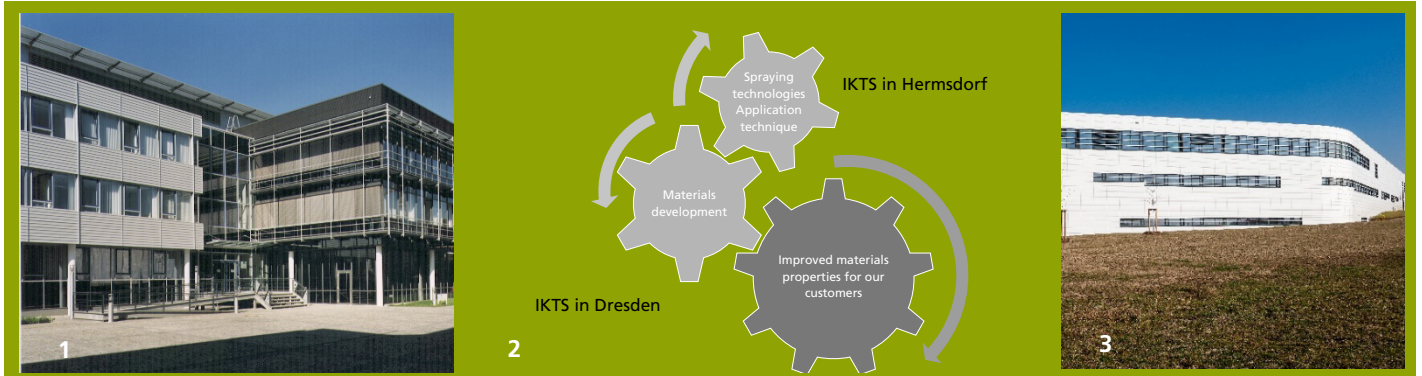 Spraying
technologies
Application
technique
IKTS in Hermsdorf
Materials
development
Improved materials
properties for our
customers
IKTS in Dresden
1
2
3